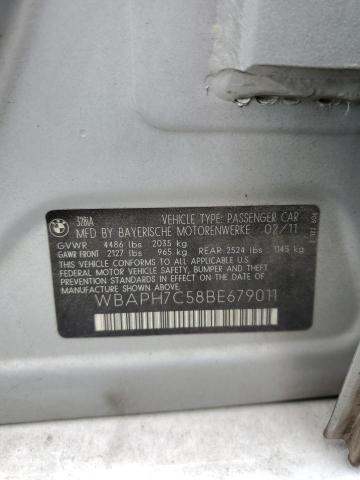 328iA VEHICLE TYPE: PASSENGER CAR
MFD BY BAYERISCHE MOTORENWERKE 02/11
GVWR 4486 lbs 2035 kg
GAWR FRONT 2127 lbs 965 kg REAR: 2524 lbs 1145 kg
THIS VEHICLE CONFORMS TO ALL APPLICABLE
FEDERAL MOTOR VEHICLE SAFETY, BUMPER, AND THEFT
PREVENTION STANDARDS IN EFFECT ON THE DATE OF
MANUFACTURE SHOWN ABOVE.
WBAPH7C58BE679011